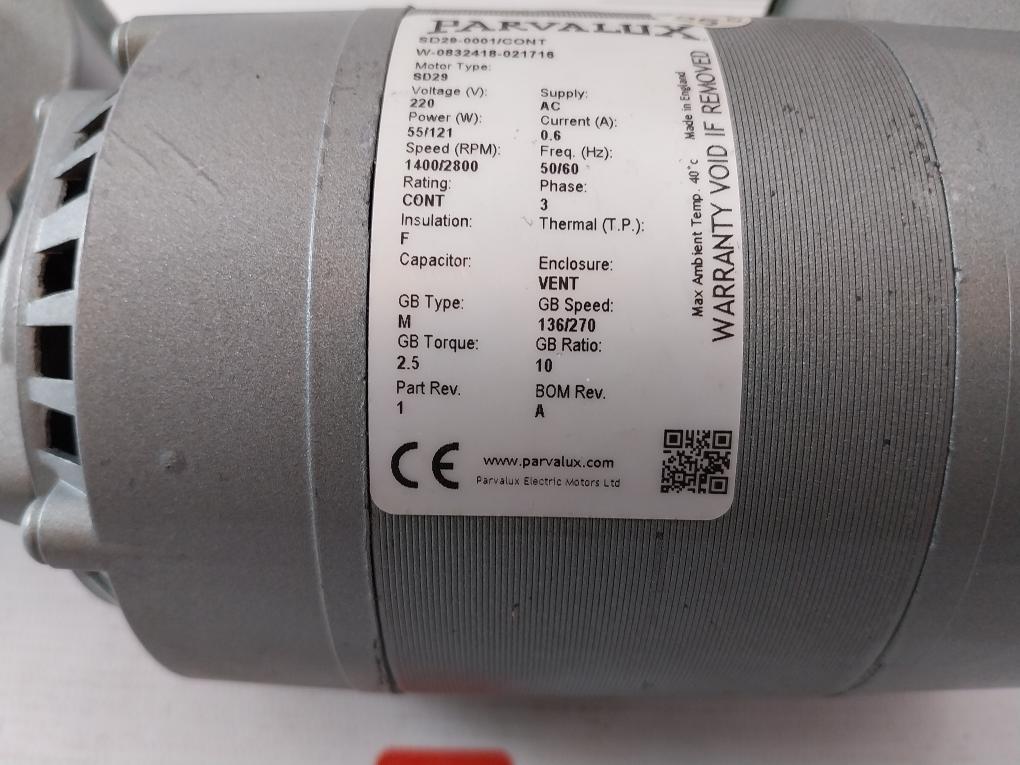 PARVALUX
SD29-0001/CONT
W-0832418-021716
Motor Type:
SD29
Voltage (V): Supply:
220 AC
Power (W): Current (A):
55/121 0.6
Speed (RPM): Freq. (Hz):
1400/2800 50/60
Rating: Phase:
CONT 3
Insulation: Thermal (T.P.):
F
Capacitor: Enclosure:
VENT
GB Type: GB Speed:
M 136/270
GB Torque: GB Ratio:
2.5 10
Part Rev. BOM Rev.
1 A
CE www.parvalux.com
Parvalux Electric Motors Ltd
Max Ambient Temp. 40°c Made in England
WARRANTY VOID IF REMOVED